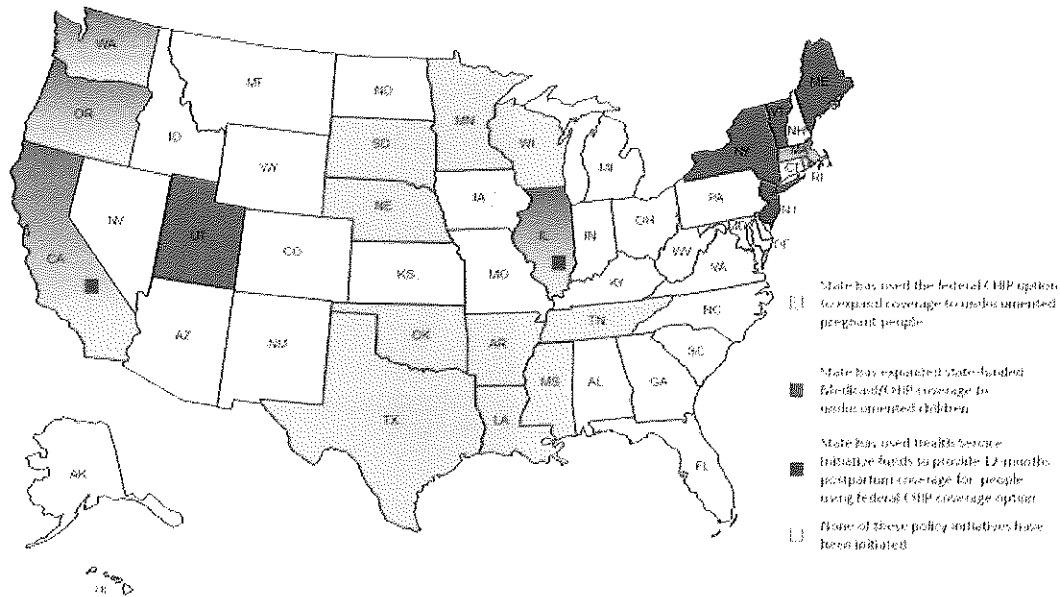 WA
MT
ND
MN
ME
OR
ID
SD
WI
MI
VT
NH
NY
WY
CT
RI
IA
NE
PA
NJ
NV
UT
IL
IN
OH
CA
CO
WV
DE
KS
MO
KY
VA
State has used the federal CHIP option
to expand coverage to undocumented
pregnant people
NC
TN
AZ
NM
OK
AR
SC
State has expanded state-funded
Medicaid/CHIP coverage to
undocumented children
MS
AL
GA
TX
LA
State has used Health Service
Initiative funds to provide 12-months
postpartum coverage for people
using federal CHIP coverage option
FL
AK
None of these policy initiatives have
been initiated